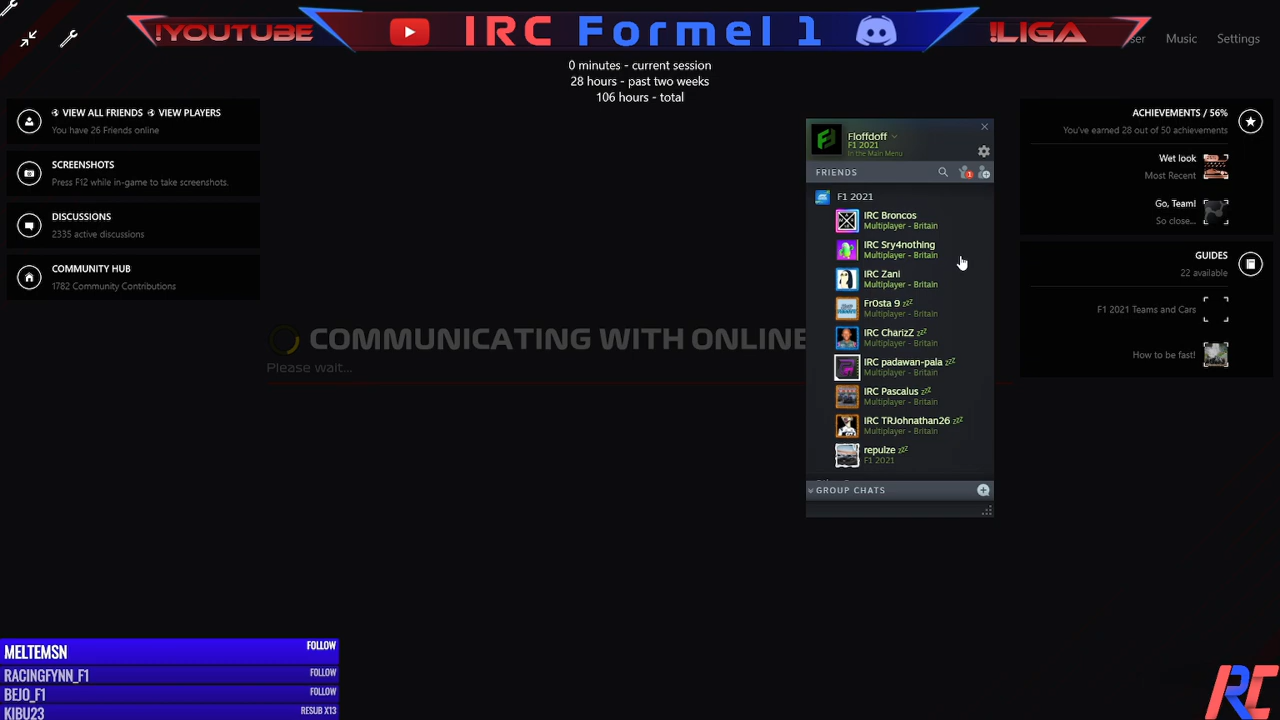 !YOUTUBE
IRC Formel 1
!LIGA
Music
Settings
0 minutes - current session
28 hours - past two weeks
106 hours - total
VIEW ALL FRIENDS VIEW PLAYERS
You have 26 Friends online
SCREENSHOTS
Press F12 while in-game to take screenshots.
DISCUSSIONS
2335 active discussions
COMMUNITY HUB
1782 Community Contributions
COMMUNICATING WITH ONLINE
Please wait...
Floffdoff
F1 2021
In the Main Menu
FRIENDS
1
F1 2021
IRC Broncos
Multiplayer - Britain
IRC Sry4nothing
Multiplayer - Britain
IRC Zani
Multiplayer - Britain
Fr0sta 9 zzz
Multiplayer - Britain
IRC CharizZ zzz
Multiplayer - Britain
IRC padawan-pala zzz
Multiplayer - Britain
IRC Pascalus zzz
Multiplayer - Britain
IRC TRJohnathan26 zzz
Multiplayer - Britain
repulze zzz
F1 2021
GROUP CHATS
ACHIEVEMENTS / 56%
You've earned 28 out of 50 achievements
Wet look
Most Recent
Go, Team!
So close...
GUIDES
22 available
F1 2021 Teams and Cars
How to be fast!
MELTEMSN FOLLOW
RACINGFYNN_F1 FOLLOW
BEJO_F1 FOLLOW
KIBU23 RESUB X13